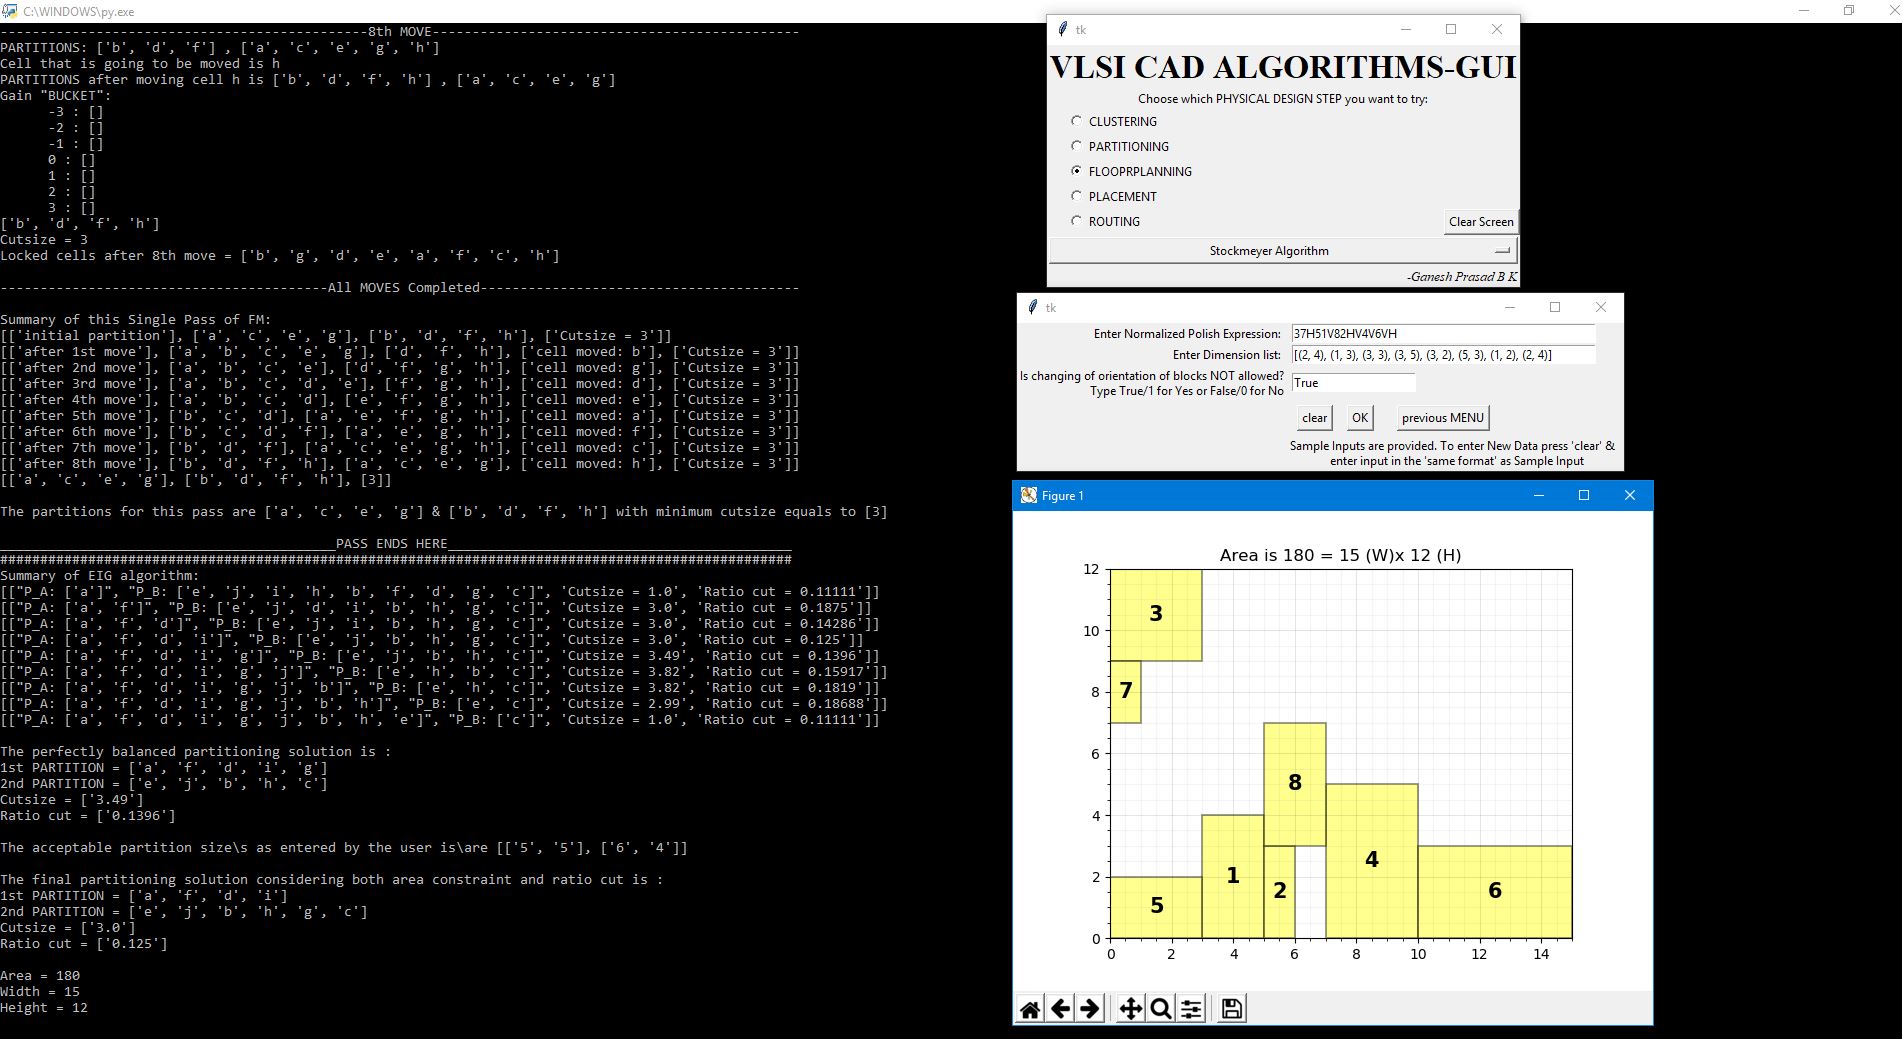 C:\WINDOWS\py.exe
----------------------------------------------8th MOVE----------------------------------------------
PARTITIONS: ['b', 'd', 'f'] , ['a', 'c', 'e', 'g', 'h']
Cell that is going to be moved is h
PARTITIONS after moving cell h is ['b', 'd', 'f', 'h'] , ['a', 'c', 'e', 'g']
Gain "BUCKET":
-3 : []
-2 : []
-1 : []
0 : []
1 : []
2 : []
3 : []
['b', 'd', 'f', 'h']
Cutsize = 3
Locked cells after 8th move = ['b', 'g', 'd', 'e', 'a', 'f', 'c', 'h']
-----------------------------------------All MOVES Completed----------------------------------------
Summary of this Single Pass of FM:
[['initial partition'], ['a', 'c', 'e', 'g'], ['b', 'd', 'f', 'h'], ['Cutsize = 3']]
[['after 1st move'], ['a', 'b', 'c', 'e', 'g'], ['d', 'f', 'h'], ['cell moved: b'], ['Cutsize = 3']]
[['after 2nd move'], ['a', 'b', 'c', 'e'], ['d', 'f', 'g', 'h'], ['cell moved: g'], ['Cutsize = 3']]
[['after 3rd move'], ['a', 'b', 'c', 'd', 'e'], ['f', 'g', 'h'], ['cell moved: d'], ['Cutsize = 3']]
[['after 4th move'], ['a', 'b', 'c', 'd'], ['e', 'f', 'g', 'h'], ['cell moved: e'], ['Cutsize = 3']]
[['after 5th move'], ['b', 'c', 'd'], ['a', 'e', 'f', 'g', 'h'], ['cell moved: a'], ['Cutsize = 3']]
[['after 6th move'], ['b', 'c', 'd', 'f'], ['a', 'e', 'g', 'h'], ['cell moved: f'], ['Cutsize = 3']]
[['after 7th move'], ['b', 'd', 'f'], ['a', 'c', 'e', 'g', 'h'], ['cell moved: c'], ['Cutsize = 3']]
[['after 8th move'], ['b', 'd', 'f', 'h'], ['a', 'c', 'e', 'g'], ['cell moved: h'], ['Cutsize = 3']]
[['a', 'c', 'e', 'g'], ['b', 'd', 'f', 'h'], [3]]
The partitions for this pass are ['a', 'c', 'e', 'g'] & ['b', 'd', 'f', 'h'] with minimum cutsize equals to [3]
__________________________________________PASS ENDS HERE___________________________________________
###################################################################################################
Summary of EIG algorithm:
[["P_A: ['a']", "P_B: ['e', 'j', 'i', 'h', 'b', 'f', 'd', 'g', 'c']", 'Cutsize = 1.0', 'Ratio cut = 0.11111']]
[["P_A: ['a', 'f']", "P_B: ['e', 'j', 'd', 'i', 'b', 'h', 'g', 'c']", 'Cutsize = 3.0', 'Ratio cut = 0.1875']]
[["P_A: ['a', 'f', 'd']", "P_B: ['e', 'j', 'i', 'b', 'h', 'g', 'c']", 'Cutsize = 3.0', 'Ratio cut = 0.14286']]
[["P_A: ['a', 'f', 'd', 'i']", "P_B: ['e', 'j', 'b', 'h', 'g', 'c']", 'Cutsize = 3.0', 'Ratio cut = 0.125']]
[["P_A: ['a', 'f', 'd', 'i', 'g']", "P_B: ['e', 'j', 'b', 'h', 'c']", 'Cutsize = 3.49', 'Ratio cut = 0.1396']]
[["P_A: ['a', 'f', 'd', 'i', 'g', 'j']", "P_B: ['e', 'h', 'b', 'c']", 'Cutsize = 3.82', 'Ratio cut = 0.15917']]
[["P_A: ['a', 'f', 'd', 'i', 'g', 'j', 'b']", "P_B: ['e', 'h', 'c']", 'Cutsize = 3.82', 'Ratio cut = 0.1819']]
[["P_A: ['a', 'f', 'd', 'i', 'g', 'j', 'b', 'h']", "P_B: ['e', 'c']", 'Cutsize = 2.99', 'Ratio cut = 0.18688']]
[["P_A: ['a', 'f', 'd', 'i', 'g', 'j', 'b', 'h', 'e']", "P_B: ['c']", 'Cutsize = 1.0', 'Ratio cut = 0.11111']]
The perfectly balanced partitioning solution is :
1st PARTITION = ['a', 'f', 'd', 'i', 'g']
2nd PARTITION = ['e', 'j', 'b', 'h', 'c']
Cutsize = ['3.49']
Ratio cut = ['0.1396']
The acceptable partition size\s as entered by the user is\are [['5', '5'], ['6', '4']]
The final partitioning solution considering both area constraint and ratio cut is :
1st PARTITION = ['a', 'f', 'd', 'i']
2nd PARTITION = ['e', 'j', 'b', 'h', 'g', 'c']
Cutsize = ['3.0']
Ratio cut = ['0.125']
Area = 180
Width = 15
Height = 12
tk
VLSI CAD ALGORITHMS-GUI
Choose which PHYSICAL DESIGN STEP you want to try:
CLUSTERING
PARTITIONING
FLOOPRPLANNING
PLACEMENT
ROUTING
Clear Screen
Stockmeyer Algorithm
-Ganesh Prasad B K
tk
Enter Normalized Polish Expression: 37H51V82HV4V6VH
Enter Dimension list: [(2, 4), (1, 3), (3, 3), (3, 5), (3, 2), (5, 3), (1, 2), (2, 4)]
Is changing of orientation of blocks NOT allowed?
Type True/1 for Yes or False/0 for No
True
clear OK previous MENU
Sample Inputs are provided. To enter New Data press 'clear' &
enter input in the 'same format' as Sample Input
Figure 1
Area is 180 = 15 (W)x 12 (H)
12
10
8
6
4
2
0
3
7
8
4
1
2
6
5
0 2 4 6 8 10 12 14